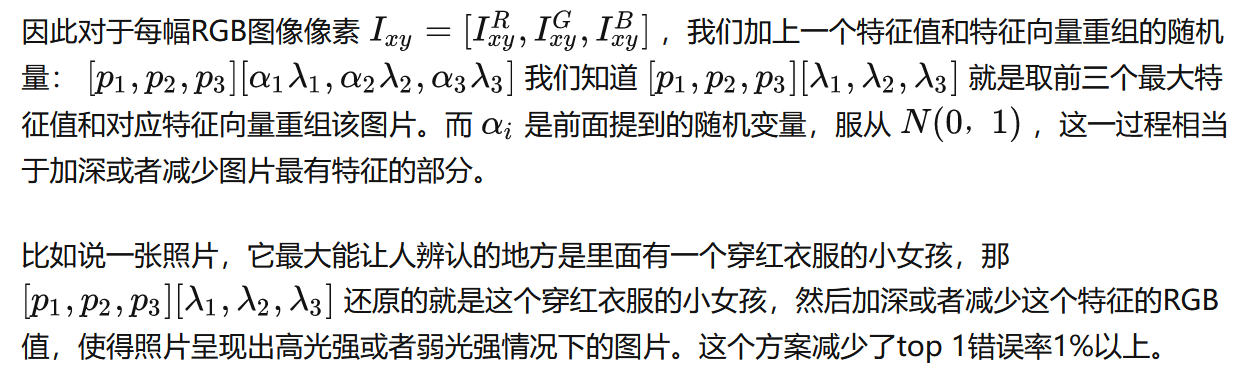 因此对于每幅RGB图像像素 $I_{xy} = [I_{xy}^R, I_{xy}^G, I_{xy}^B]$ ，我们加上一个特征值和特征向量重组的随机
量： $[p_1, p_2, p_3][\alpha_1\lambda_1, \alpha_2\lambda_2, \alpha_3\lambda_3]$ 我们知道 $[p_1, p_2, p_3][\lambda_1, \lambda_2, \lambda_3]$ 就是取前三个最大特
征值和对应特征向量重组该图片。而 $\alpha_i$ 是前面提到的随机变量，服从 $N(0，1)$ ，这一过程相当
于加深或者减少图片最有特征的部分。
比如说一张照片，它最大能让人辨认的地方是里面有一个穿红衣服的小女孩，那
$[p_1, p_2, p_3][\lambda_1, \lambda_2, \lambda_3]$ 还原的就是这个穿红衣服的小女孩，然后加深或者减少这个特征的RGB
值，使得照片呈现出高光强或者弱光强情况下的图片。这个方案减少了top 1错误率1%以上。